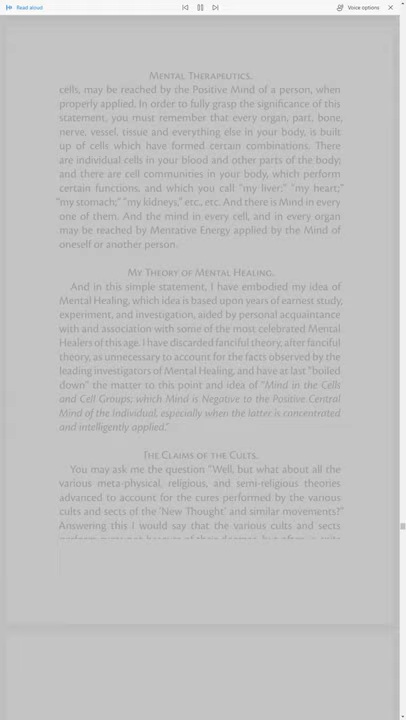 Read aloud
Voice options
Mental Therapeutics.
cells, may be reached by the Positive Mind of a person, when
properly applied. In order to fully grasp the significance of this
statement, you must remember that every organ, part, bone,
nerve, vessel, tissue and everything else in your body, is built
up of cells which have formed certain combinations. There
are individual cells in your blood and other parts of the body;
and there are cell communities in your body, which perform
certain functions, and which you call "my liver;" "my heart;"
"my stomach;" "my kidneys," etc., etc. And there is Mind in every
one of them. And the mind in every cell, and in every organ
may be reached by Mentative Energy applied by the Mind of
oneself or another person.
My Theory of Mental Healing.
And in this simple statement, I have embodied my idea of
Mental Healing, which idea is based upon years of earnest study,
experiment, and investigation, aided by personal acquaintance
with and association with some of the most celebrated Mental
Healers of this age. I have discarded fanciful theory, after fanciful
theory, as unnecessary to account for the facts observed by the
leading investigators of Mental Healing, and have at last "boiled
down" the matter to this point and idea of "Mind in the Cells
and Cell Groups; which Mind is Negative to the Positive Central
Mind of the Individual, especially when the latter is concentrated
and intelligently applied."
The Claims of the Cults.
You may ask me the question "Well, but what about all the
various meta-physical, religious, and semi-religious theories
advanced to account for the cures performed by the various
cults and sects of the 'New Thought' and similar movements?"
Answering this I would say that the various cults and sects